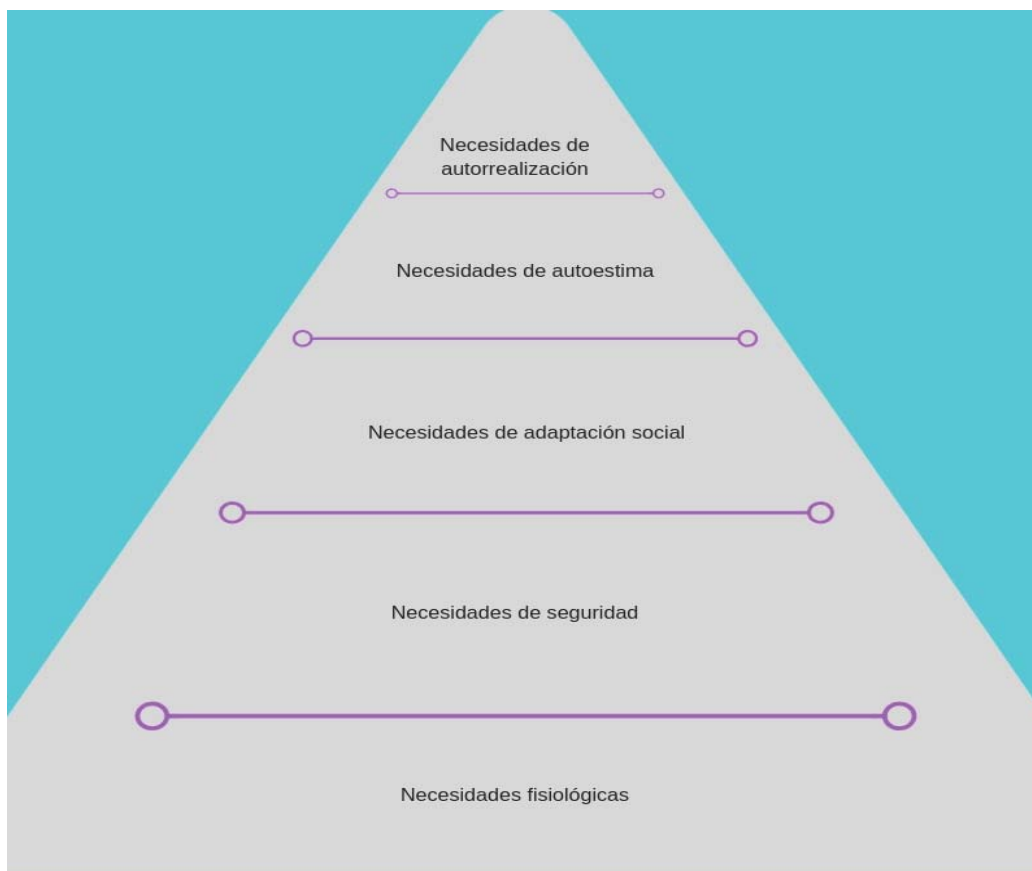 Necesidades de
autorrealización
Necesidades de autoestima
Necesidades de adaptación social
Necesidades de seguridad
Necesidades fisiológicas